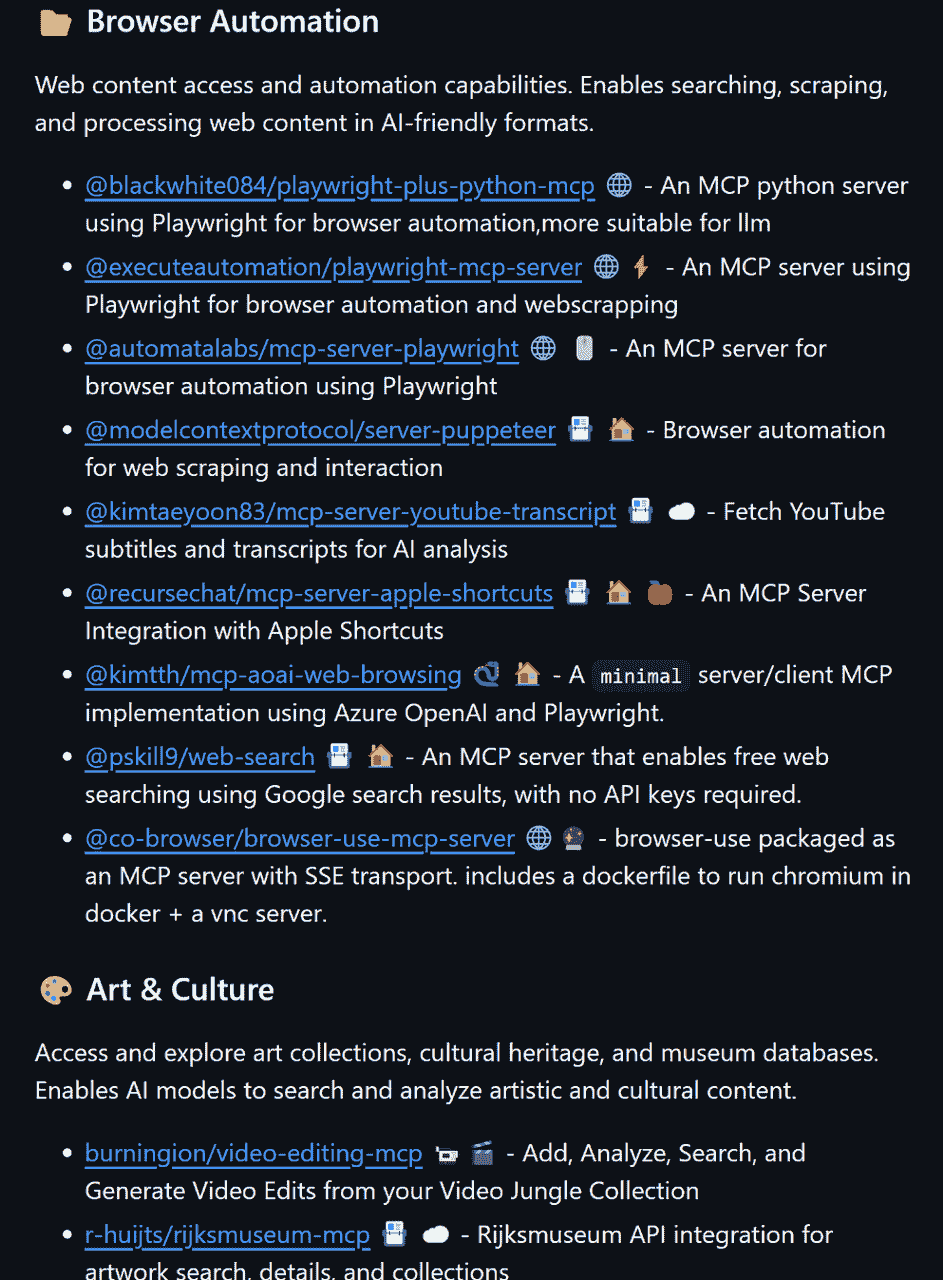 Browser Automation
Web content access and automation capabilities. Enables searching, scraping,
and processing web content in AI-friendly formats.
@blackwhite084/playwright-plus-python-mcp - An MCP python server
using Playwright for browser automation,more suitable for llm
@executeautomation/playwright-mcp-server - An MCP server using
Playwright for browser automation and webscrapping
@automatalabs/mcp-server-playwright - An MCP server for
browser automation using Playwright
@modelcontextprotocol/server-puppeteer - Browser automation
for web scraping and interaction
@kimtaeyoon83/mcp-server-youtube-transcript - Fetch YouTube
subtitles and transcripts for AI analysis
@recursechat/mcp-server-apple-shortcuts - An MCP Server
Integration with Apple Shortcuts
@kimtth/mcp-aoai-web-browsing - A minimal server/client MCP
implementation using Azure OpenAI and Playwright.
@pskill9/web-search - An MCP server that enables free web
searching using Google search results, with no API keys required.
@co-browser/browser-use-mcp-server - browser-use packaged as
an MCP server with SSE transport. includes a dockerfile to run chromium in
docker + a vnc server.
Art & Culture
Access and explore art collections, cultural heritage, and museum databases.
Enables AI models to search and analyze artistic and cultural content.
burningion/video-editing-mcp - Add, Analyze, Search, and
Generate Video Edits from your Video Jungle Collection
r-huijts/rijksmuseum-mcp - Rijksmuseum API integration for
artwork search, details, and collections